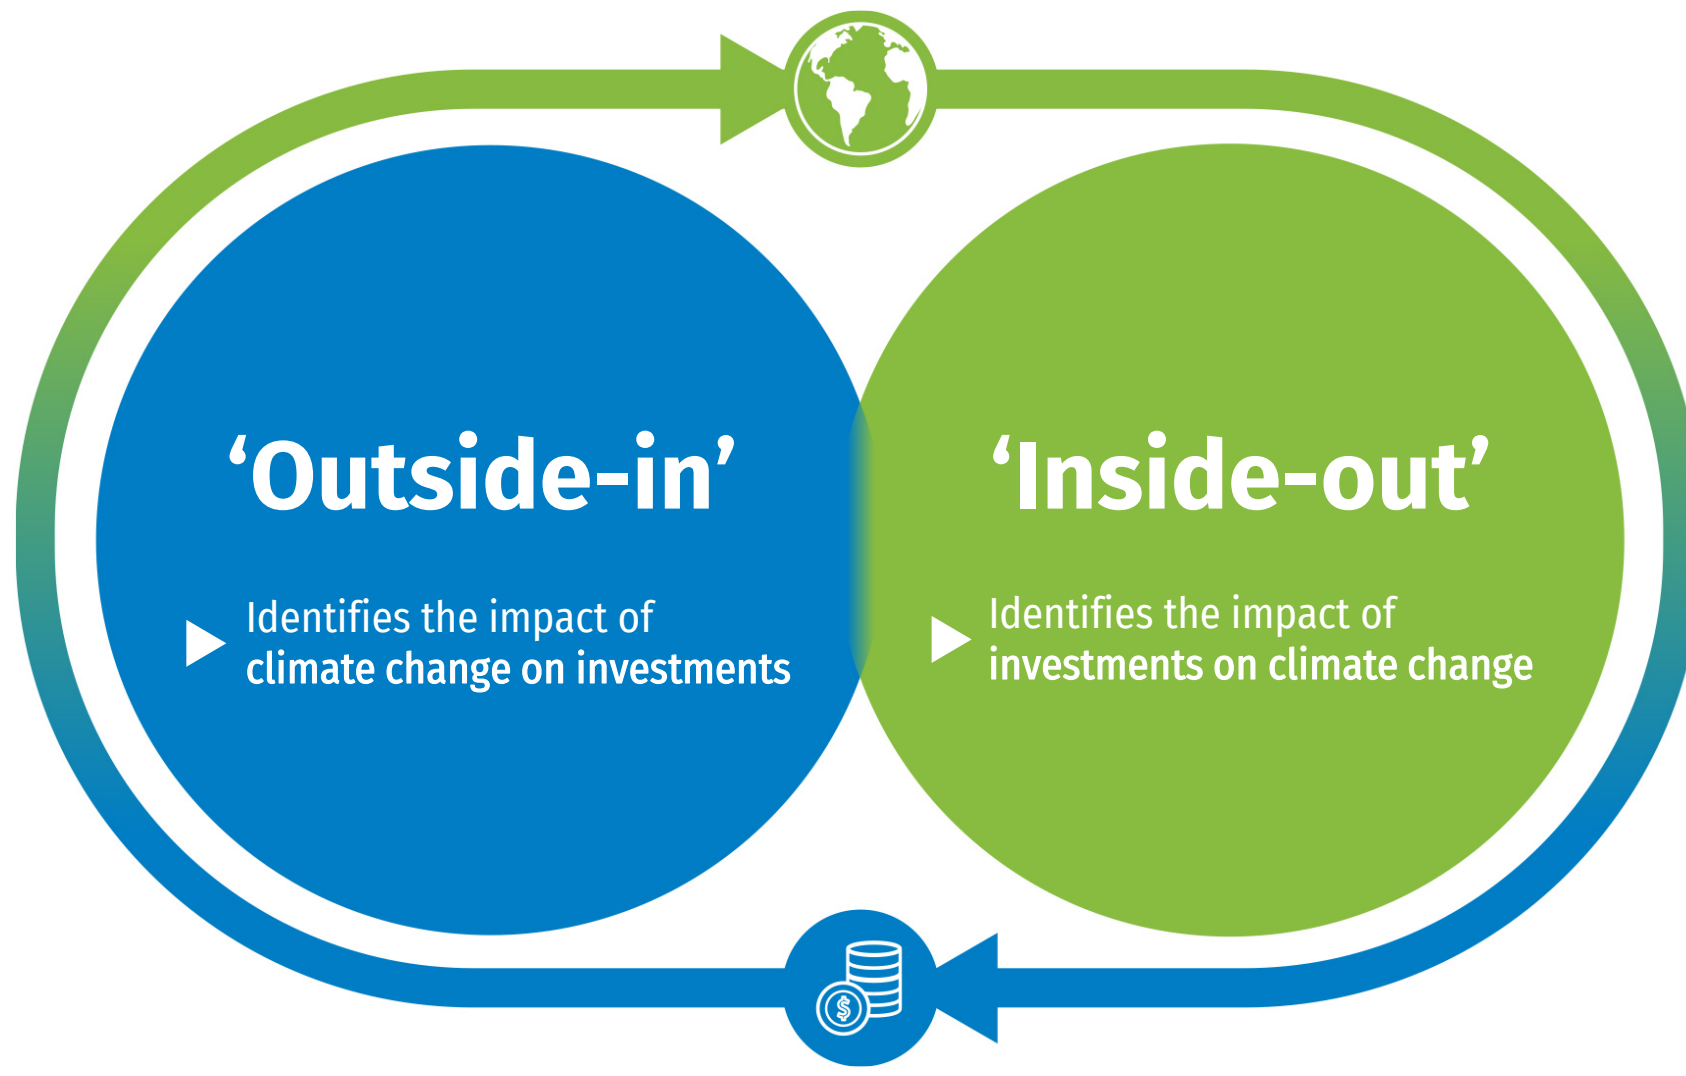 ‘Outside-in’
Identifies the impact of
climate change on investments
‘Inside-out’
Identifies the impact of
investments on climate change
$